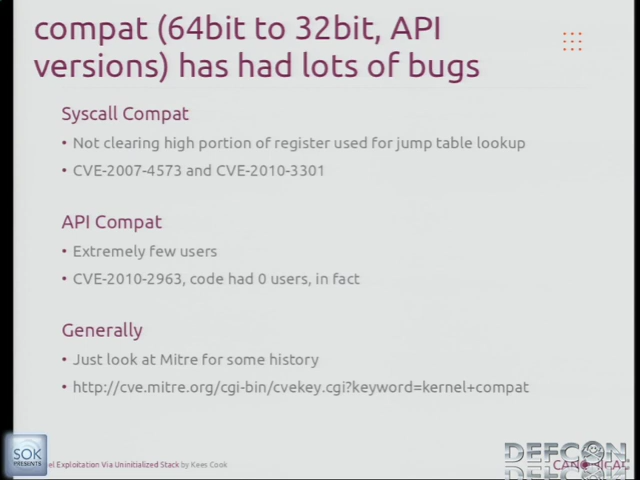 compat (64bit to 32bit, API
versions) has had lots of bugs
Syscall Compat
• Not clearing high portion of register used for jump table lookup
• CVE-2007-4573 and CVE-2010-3301
API Compat
• Extremely few users
• CVE-2010-2963, code had 0 users, in fact
Generally
• Just look at Mitre for some history
• http://cve.mitre.org/cgi-bin/cvekey.cgi?keyword=kernel+compat
SOK
PRESENTS
Exploitation Via Uninitialized Stack by Kees Cook
DEFCON